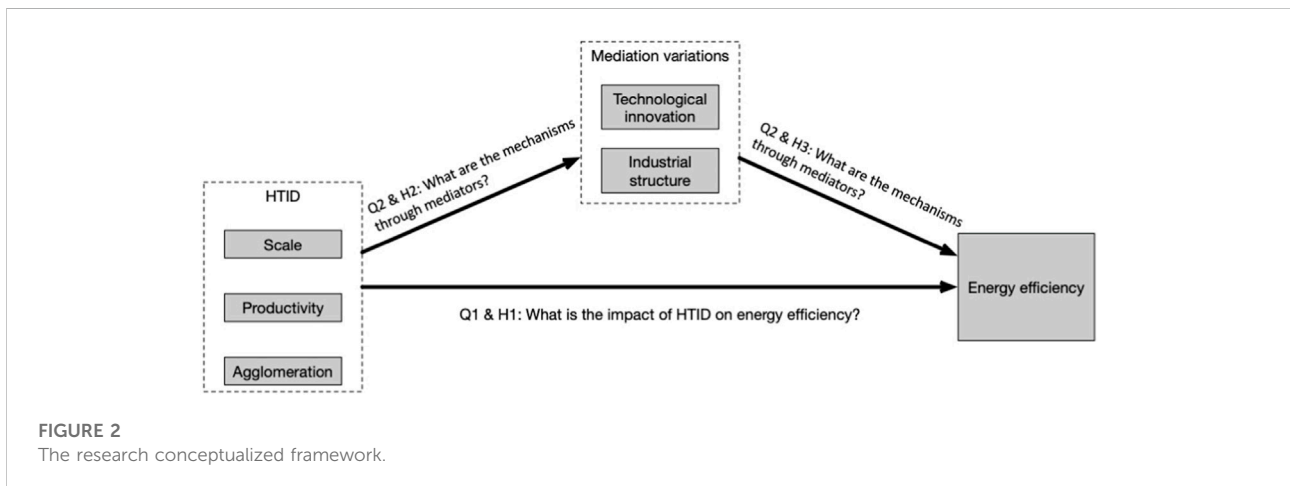 Mediation variations
Technological
innovation
Industrial
structure
Q2 & H2: What are the mechanisms
through mediators?
Q2 & H3: What are the mechanisms
through mediators?
HTID
Scale
Productivity
Agglomeration
Energy efficiency
Q1 & H1: What is the impact of HTID on energy efficiency?
FIGURE 2
The research conceptualized framework.